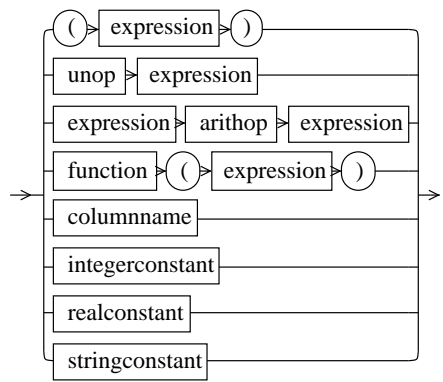 ( expression )
unop expression
expression arithop expression
function ( expression )
columnname
integerconstant
realconstant
stringconstant